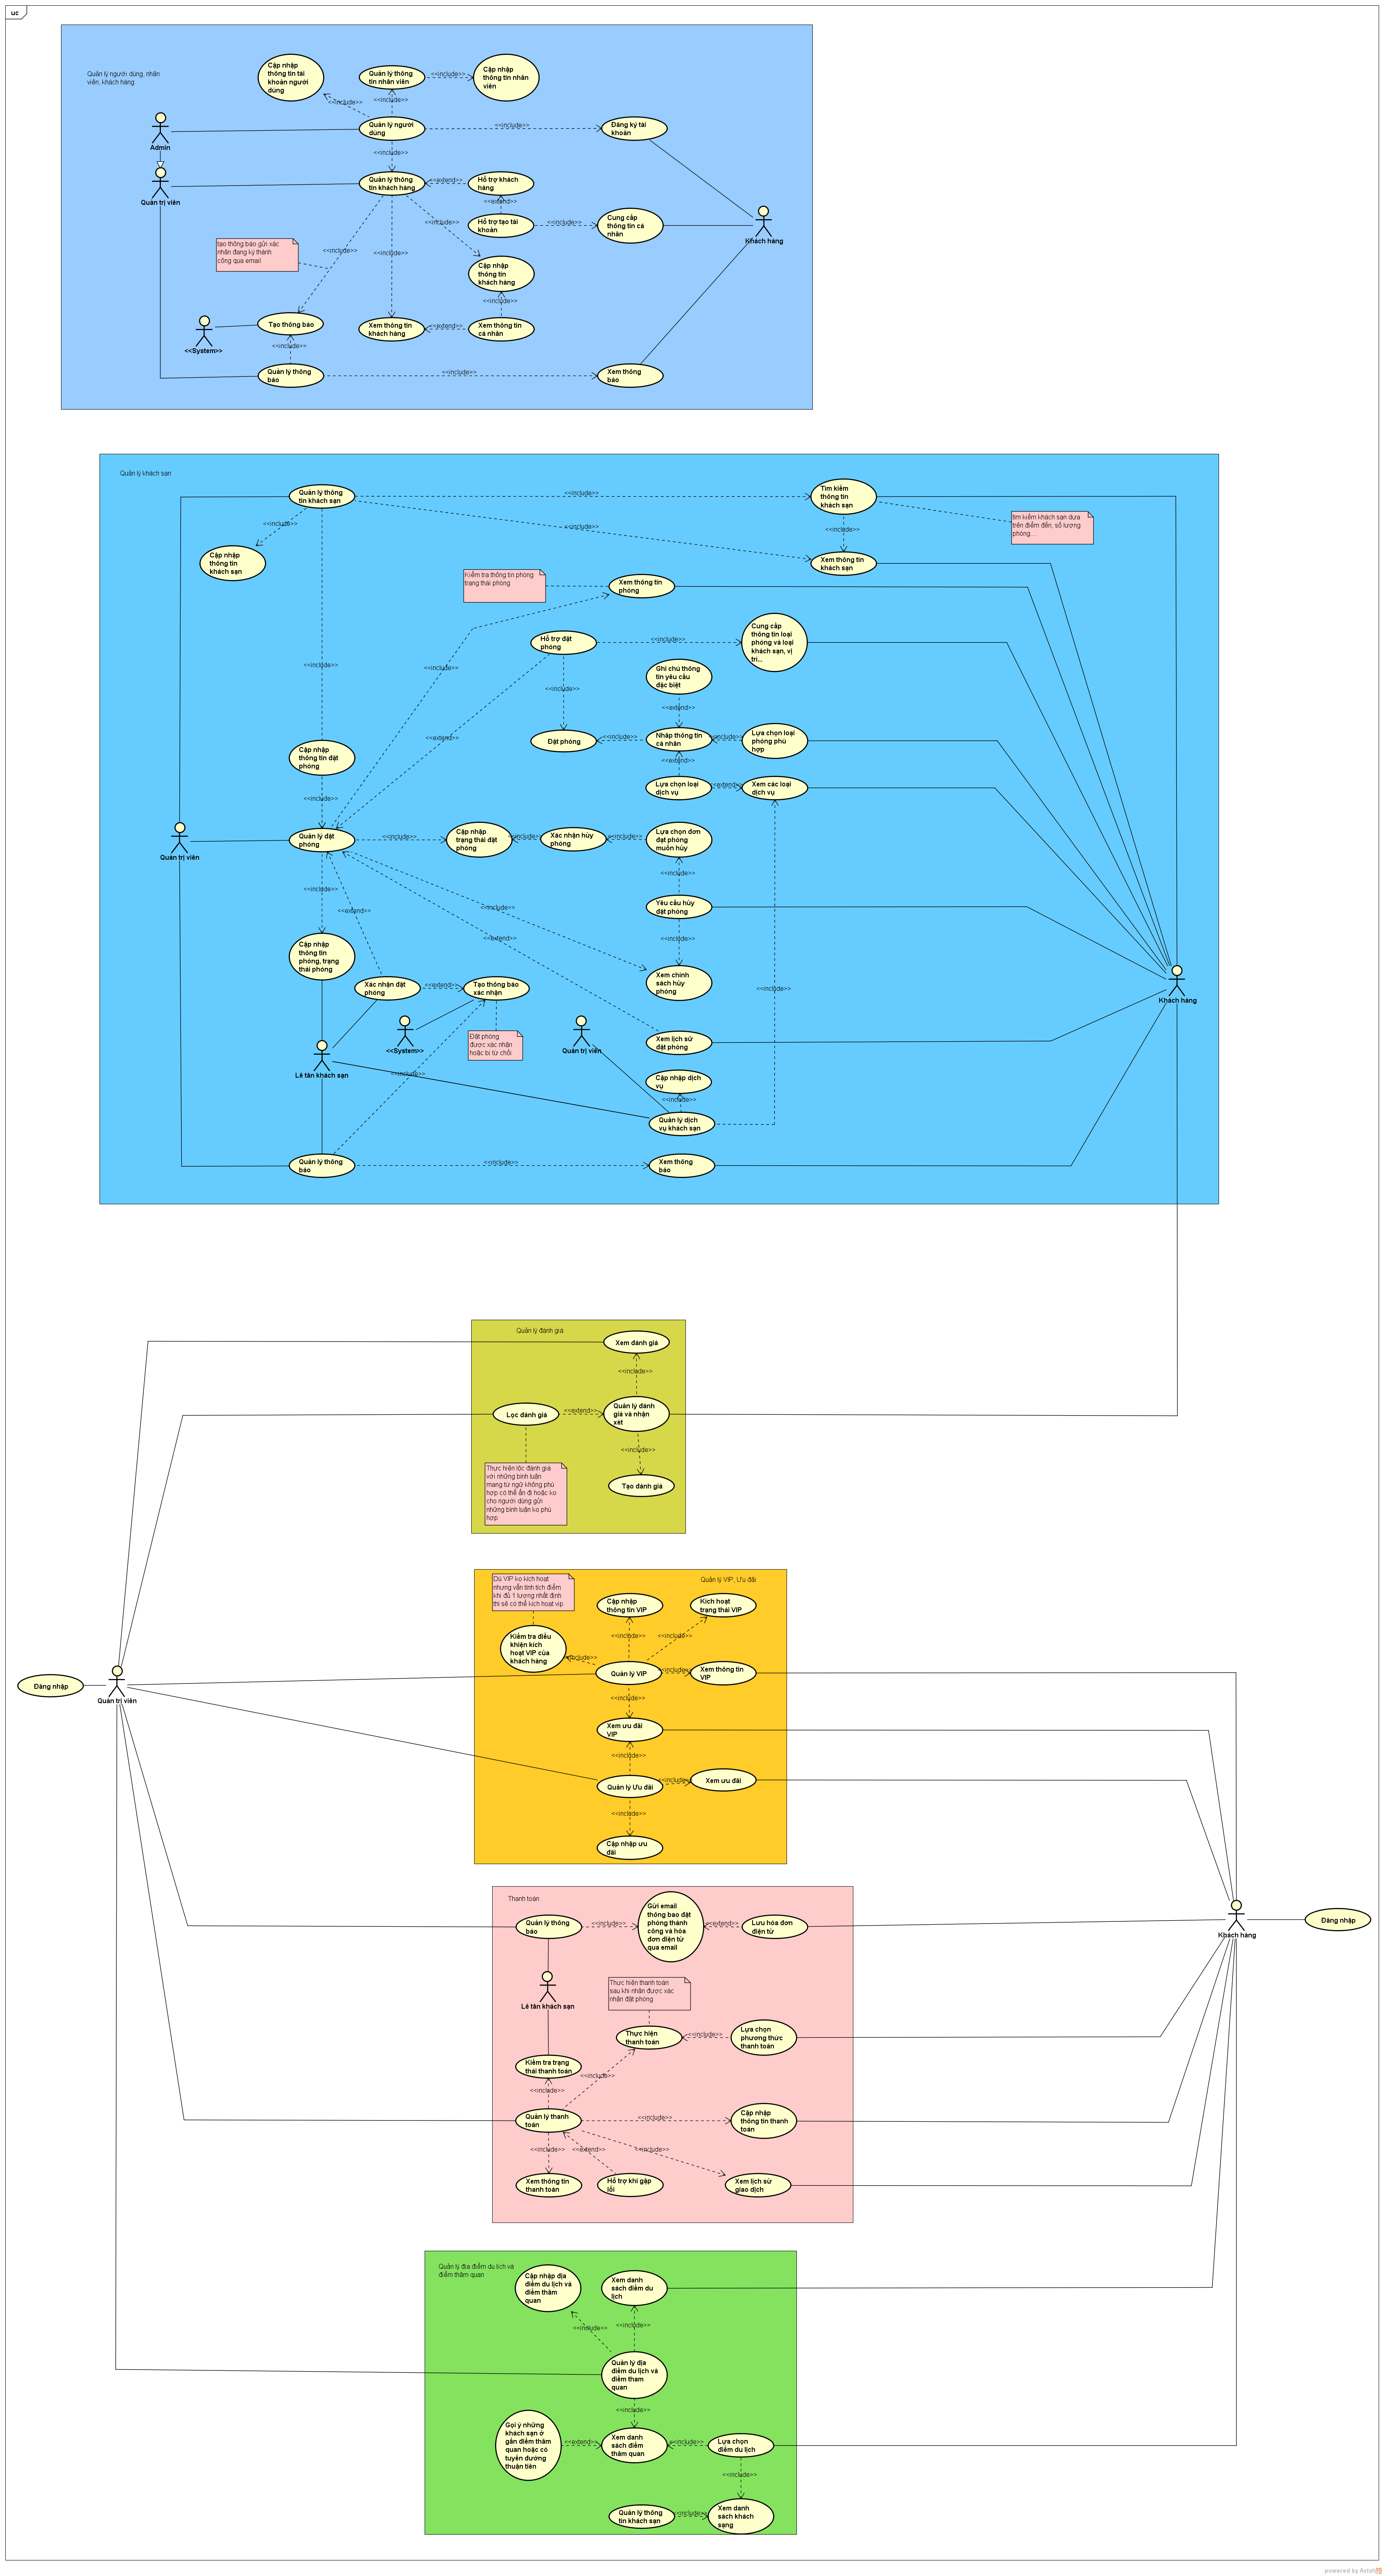 uc
Quản lý người dùng, nhân
viên, khách hàng
Cập nhập
thông tin tài
khoản người
dùng
Quản lý thông
tin nhân viên
<<include>>
Cập nhập
thông tin nhân
viên
<<include>>
<<include>>
Admin
Quản lý người
dùng
<<include>>
Đăng ký tài
khoản
<<include>>
Quản trị viên
Quản lý thông
tin khách hàng
<<extend>>
Hỗ trợ khách
hàng
<<extend>>
Hỗ trợ tạo tài
khoản
<<include>>
Cung cấp
thông tin cá
nhân
Khách hàng
<<include>>
<<include>>
<<include>>
tạo thông báo gửi xác
nhận đang ký thành
công qua email
Cập nhập
thông tin
khách hàng
<<include>>
<<System>>
Tạo thông báo
Xem thông tin
khách hàng
<<extend>>
Xem thông tin
cá nhân
<<include>>
Quản lý thông
báo
<<include>>
Xem thông
báo
Quản lý khách sạn
Quản lý thông
tin khách sạn
<<include>>
Tìm kiếm
thông tin
khách sạn
<<include>>
<<include>>
<<include>>
tìm kiếm khách sạn dựa
trên điểm đến, số lượng
phòng....
Cập nhập
thông tin
khách sạn
Xem thông tin
khách sạn
Kiểm tra thông tin phòng
trạng thái phòng
Xem thông tin
phòng
Hỗ trợ đặt
phòng
<<include>>
Cung cấp
thông tin loại
phòng và loại
khách sạn, vị
trí...
<<include>>
<<include>>
<<include>>
Ghi chú thông
tin yêu cầu
đặc biệt
<<extend>>
<<extend>>
Đặt phòng
<<include>>
Nhâp thông tin
cá nhân
<<include>>
Lựa chọn loại
phòng phù
hợp
Cập nhập
thông tin đặt
phòng
<<extend>>
Lựa chọn loại
dịch vụ
<<extend>>
Xem các loại
dịch vụ
<<include>>
Quản trị viên
Quản lý đặt
phòng
<<include>>
Cập nhập
trạng thái đặt
phòng
<<include>>
Xác nhận hủy
phòng
<<include>>
Lựa chọn đơn
đặt phòng
muốn hủy
<<include>>
<<include>>
<<extend>>
<<include>>
Yêu cầu hủy
đặt phòng
<<include>>
<<extend>>
Cập nhập
thông tin
phòng, trạng
thái phòng
Xác nhận đặt
phòng
<<extend>>
Tạo thông báo
xác nhận
Xem chính
sách hủy
phòng
<<include>>
Khách hàng
<<System>>
Đặt phòng
được xác nhận
hoặc bị từ chối
Quản trị viên
Xem lịch sử
đặt phòng
Lễ tân khách sạn
<<include>>
Cập nhập dịch
vụ
<<include>>
Quản lý dịch
vụ khách sạn
Quản lý thông
báo
<<include>>
Xem thông
báo
Quản lý đánh giá
Xem đánh giá
<<include>>
Lọc đánh giá
<<extend>>
Quản lý đánh
giá và nhận
xét
<<include>>
Thực hiện lôc đánh giá
với những bình luận
mang từ ngữ không phù
hợp có thể ẩn đi hoặc ko
cho người dùng gửi
những bình luận ko phù
hợp
Tạo đánh giá
Quản lý VIP, Ưu đãi
Dù VIP ko kích hoạt
nhưng vẫn tính tích điểm
khi đủ 1 lượng nhất định
thì sẽ có thể kích hoạt vip
Cập nhập
thông tin VIP
Kích hoạt
trạng thái VIP
Kiểm tra điều
khiện kích
hoạt VIP của
khách hàng
<<include>>
<<include>>
<<include>>
Quản lý VIP
<<include>>
Xem thông tin
VIP
Đăng nhập
Quản trị viên
<<include>>
Xem ưu đãi
VIP
<<include>>
Quản lý Ưu đãi
<<include>>
Xem ưu đãi
<<include>>
Cập nhập ưu
đãi
Thanh toán
Quản lý thông
báo
<<include>>
Gửi email
thông bao đặt
phòng thành
công và hóa
đơn điện tử
qua email
<<extend>>
Lưu hóa đơn
điện tử
Khách hàng
Đăng nhập
Lễ tân khách sạn
Thực hiện thanh toán
sau khi nhận được xác
nhận đặt phòng
Thực hiện
thanh toán
<<include>>
Lựa chọn
phương thức
thanh toán
Kiểm tra trạng
thái thanh toán
<<include>>
<<include>>
Quản lý thanh
toán
<<include>>
Cập nhập
thông tin thanh
toán
<<include>>
<<extend>>
<<include>>
Xem thông tin
thanh toán
Hỗ trợ khi gặp
lỗi
Xem lịch sử
giao dịch
Quản lý địa điểm du lịch và
điểm thăm quan
Cập nhập địa
điểm du lịch và
điểm thăm
quan
Xem danh
sách điểm du
lịch
<<include>>
<<include>>
Quản lý địa
điểm du lịch và
điểm tham
quan
<<include>>
Gợi ý những
khách sạn ở
gần điểm thăm
quan hoặc có
tuyến đường
thuận tiên
<<extend>>
Xem danh
sách điểm
thăm quan
<<include>>
Lựa chọn
điểm du lịch
<<include>>
Quản lý thông
tin khách sạn
<<include>>
Xem danh
sách khách
sạng
powered by Astah